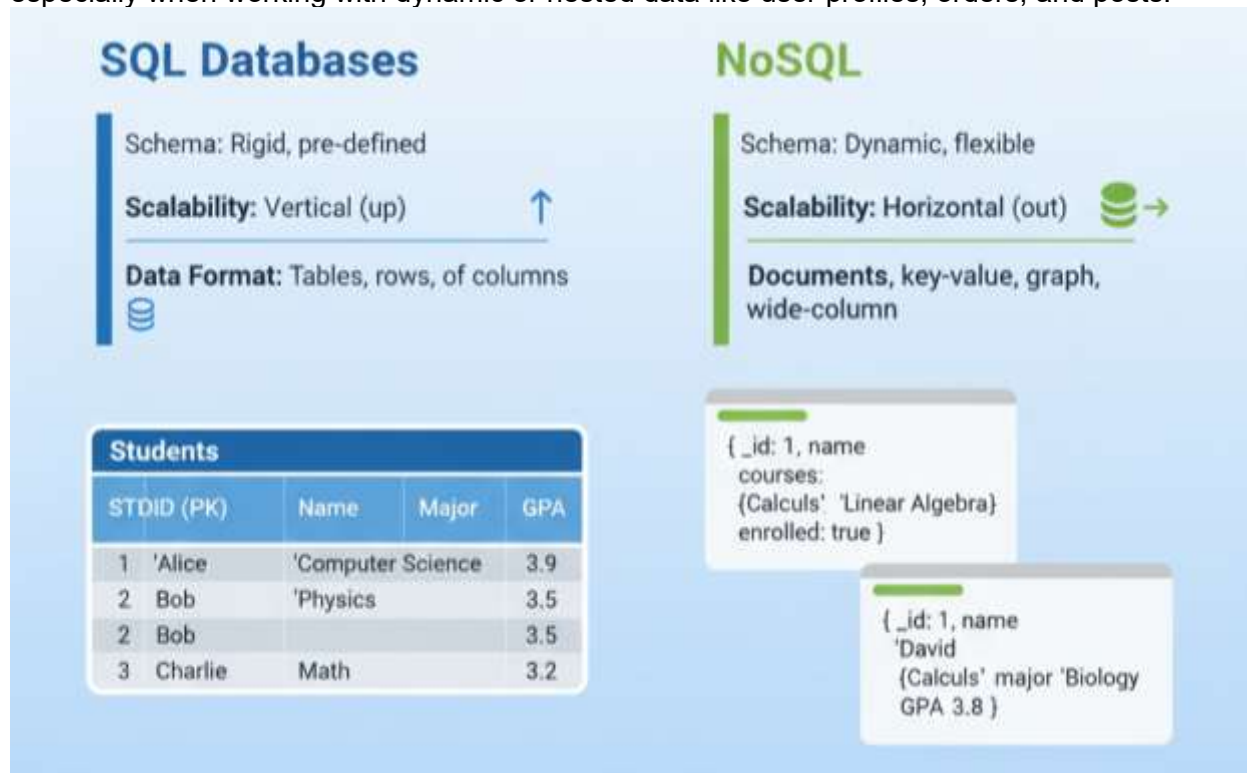 especially when working with dynamic or nested data like user profiles, orders, and posts.
SQL Databases
Schema: Rigid, pre-defined
Scalability: Vertical (up)
Data Format: Tables, rows, of columns
NoSQL
Schema: Dynamic, flexible
Scalability: Horizontal (out)
Documents, key-value, graph,
wide-column
Students
STDID (PK) Name Major GPA
1 'Alice 'Computer Science 3.9
2 Bob 'Physics 3.5
2 Bob 3.5
3 Charlie Math 3.2
{ _id: 1, name
courses:
{Calculs' 'Linear Algebra}
enrolled: true }
{ _id: 1, name
'David
{Calculs' major 'Biology
GPA 3.8 }